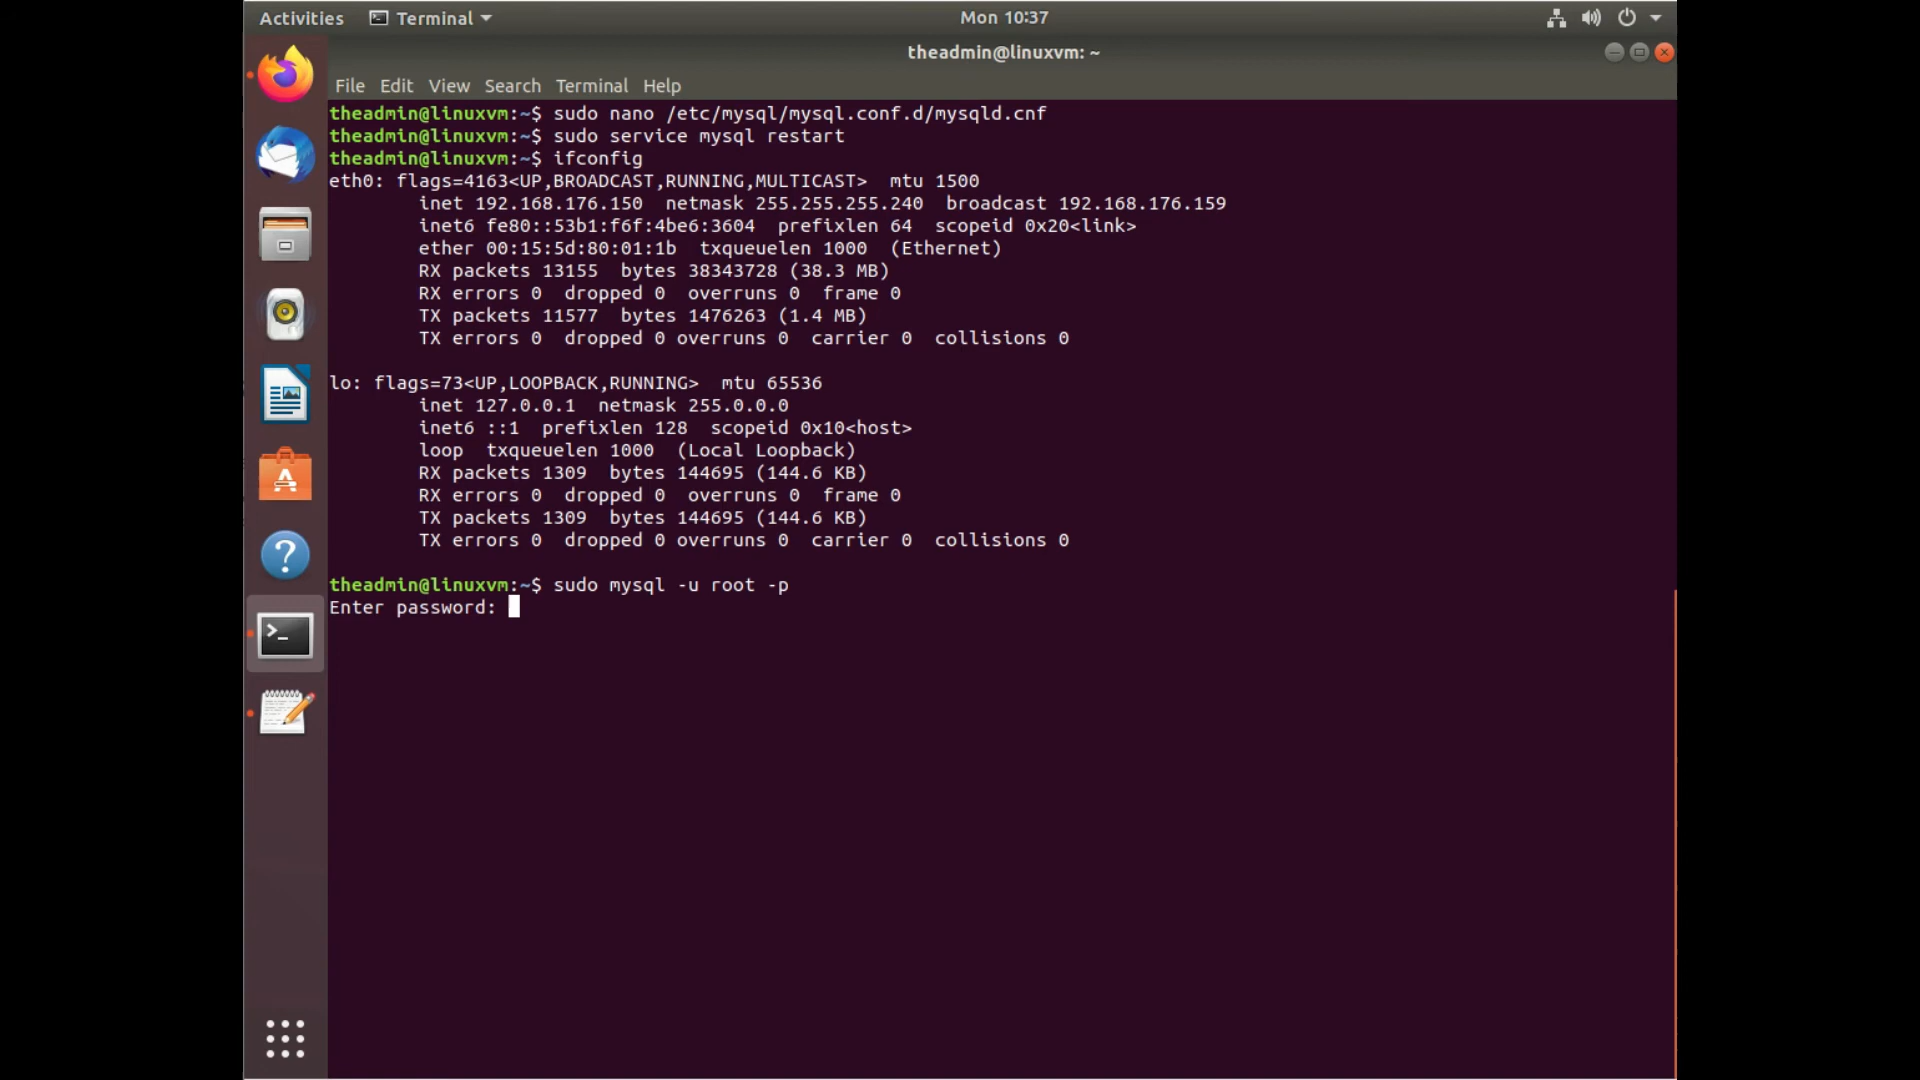 Activities Terminal Mon 10:37
theadmin@linuxvm: ~
File Edit View Search Terminal Help
theadmin@linuxvm:~$ sudo nano /etc/mysql/mysql.conf.d/mysqld.cnf
theadmin@linuxvm:~$ sudo service mysql restart
theadmin@linuxvm:~$ ifconfig
eth0: flags=4163<UP,BROADCAST,RUNNING,MULTICAST>  mtu 1500
        inet 192.168.176.150  netmask 255.255.255.240  broadcast 192.168.176.159
        inet6 fe80::53b1:f6f:4be6:3604  prefixlen 64  scopeid 0x20<link>
        ether 00:15:5d:80:01:1b  txqueuelen 1000  (Ethernet)
        RX packets 13155  bytes 38343728 (38.3 MB)
        RX errors 0  dropped 0  overruns 0  frame 0
        TX packets 11577  bytes 1476263 (1.4 MB)
        TX errors 0  dropped 0 overruns 0  carrier 0  collisions 0
lo: flags=73<UP,LOOPBACK,RUNNING>  mtu 65536
        inet 127.0.0.1  netmask 255.0.0.0
        inet6 ::1  prefixlen 128  scopeid 0x10<host>
        loop  txqueuelen 1000  (Local Loopback)
        RX packets 1309  bytes 144695 (144.6 KB)
        RX errors 0  dropped 0  overruns 0  frame 0
        TX packets 1309  bytes 144695 (144.6 KB)
        TX errors 0  dropped 0 overruns 0  carrier 0  collisions 0
theadmin@linuxvm:~$ sudo mysql -u root -p
Enter password: